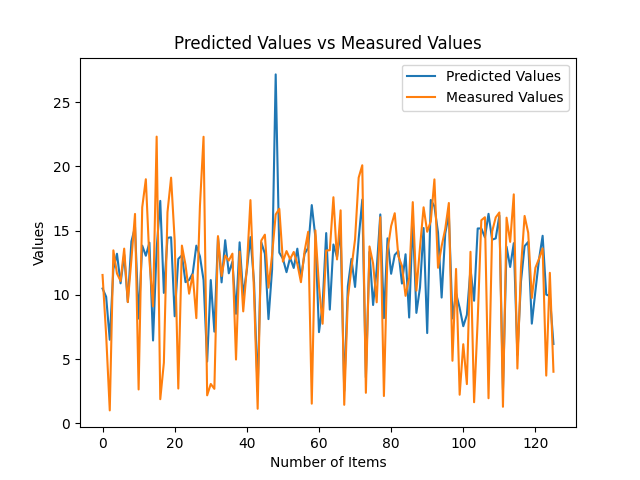 Predicted Values vs Measured Values
Predicted Values
Measured Values
Values
25
20
15
10
5
0
0 20 40 60 80 100 120
Number of Items